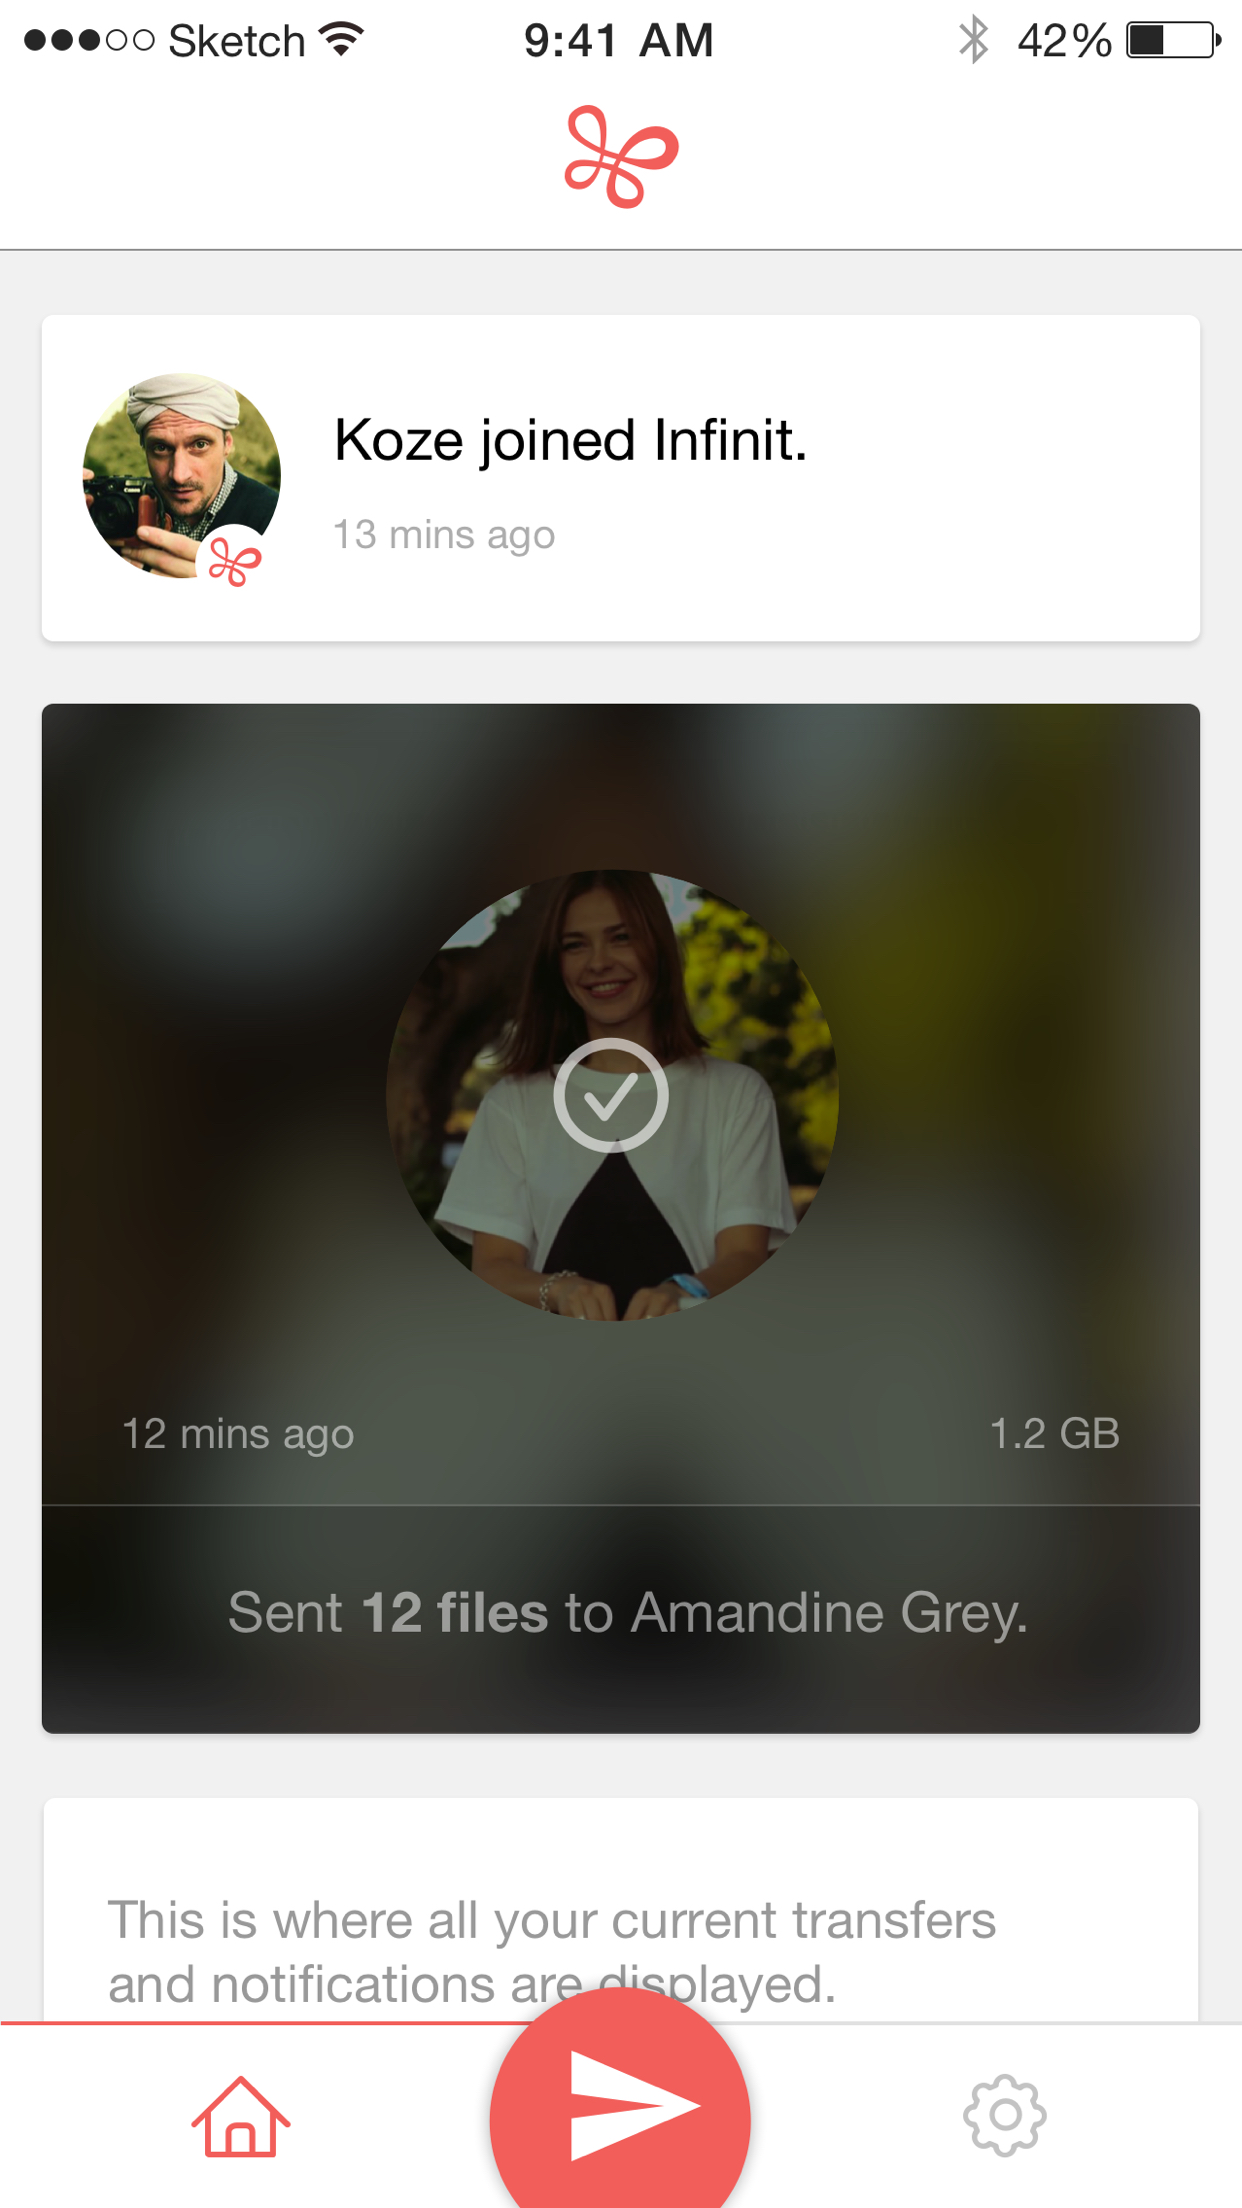 Sketch 9:41 AM 42%
Koze joined Infinit.
13 mins ago
12 mins ago 1.2 GB
Sent 12 files to Amandine Grey.
This is where all your current transfers
and notifications are displayed.